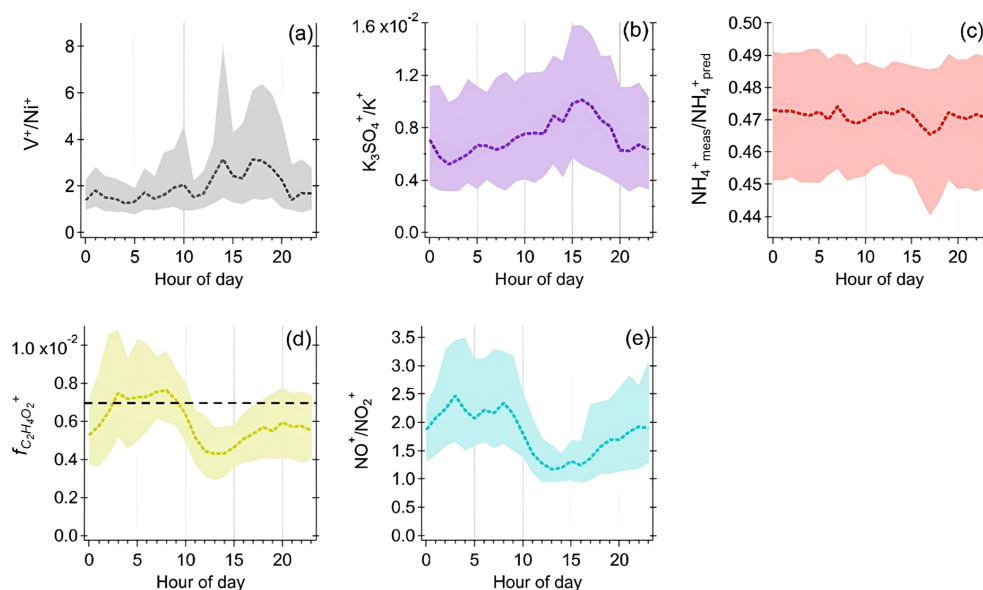 (a)
8
6
4
2
0
V⁺/Ni⁺
0 5 10 15 20
Hour of day
(b)
1.6 x10⁻²
1.2
0.8
0.4
0.0
K₃SO₄⁺/K⁺
0 5 10 15 20
Hour of day
(c)
0.50
0.49
0.48
0.47
0.46
0.45
0.44
NH₄⁺meas/NH₄⁺pred
0 10 20
Hour of day
(d)
1.0 x10⁻²
0.8
0.6
0.4
0.2
0.0
fC₂H₄O₂⁺
0 5 10 15 20
Hour of day
(e)
3.5
3.0
2.5
2.0
1.5
1.0
0.5
0.0
NO⁺/NO₂⁺
0 5 10 15 20
Hour of day